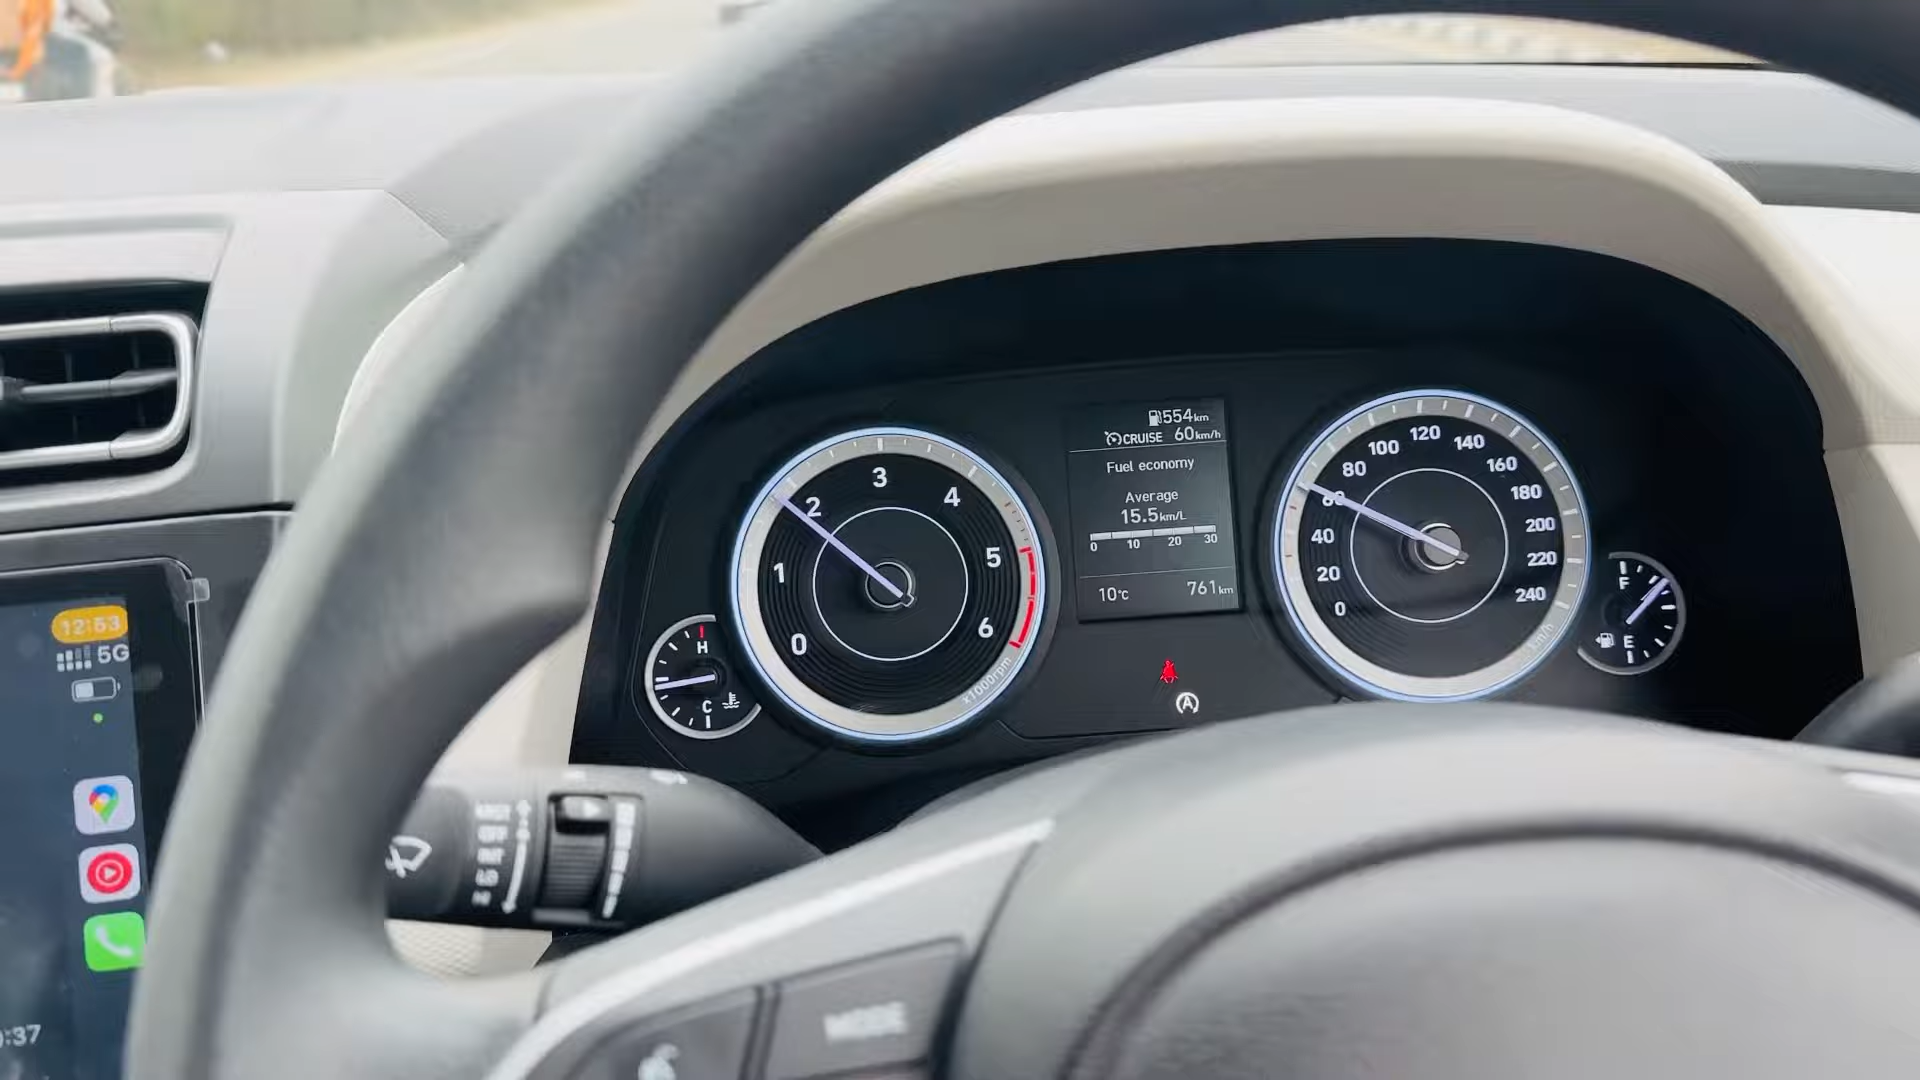 554km
CRUISE 60km/h
Fuel economy
Average
15.5km/L
0 10 20 30
10°C 761km
0
1
2
3
4
5
6
x1000rpm
H
C
0
20
40
60
80
100
120
140
160
180
200
220
240
km/h
F
E
A
12:53
5G
:37
MODE